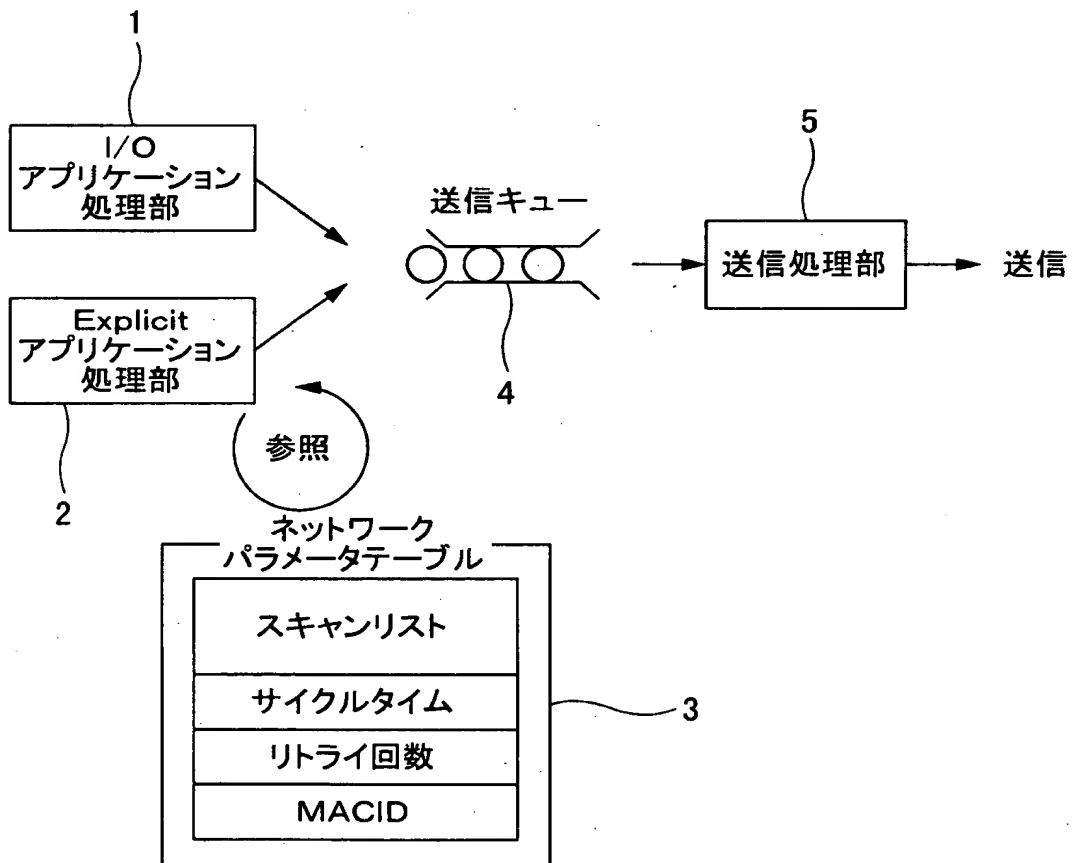 1
I/O
アプリケーション
処理部
5
送信キュー
送信処理部
送信
Explicit
アプリケーション
処理部
4
参照
2
ネットワーク
パラメータテーブル
スキャンリスト
サイクルタイム
3
リトライ回数
MACID